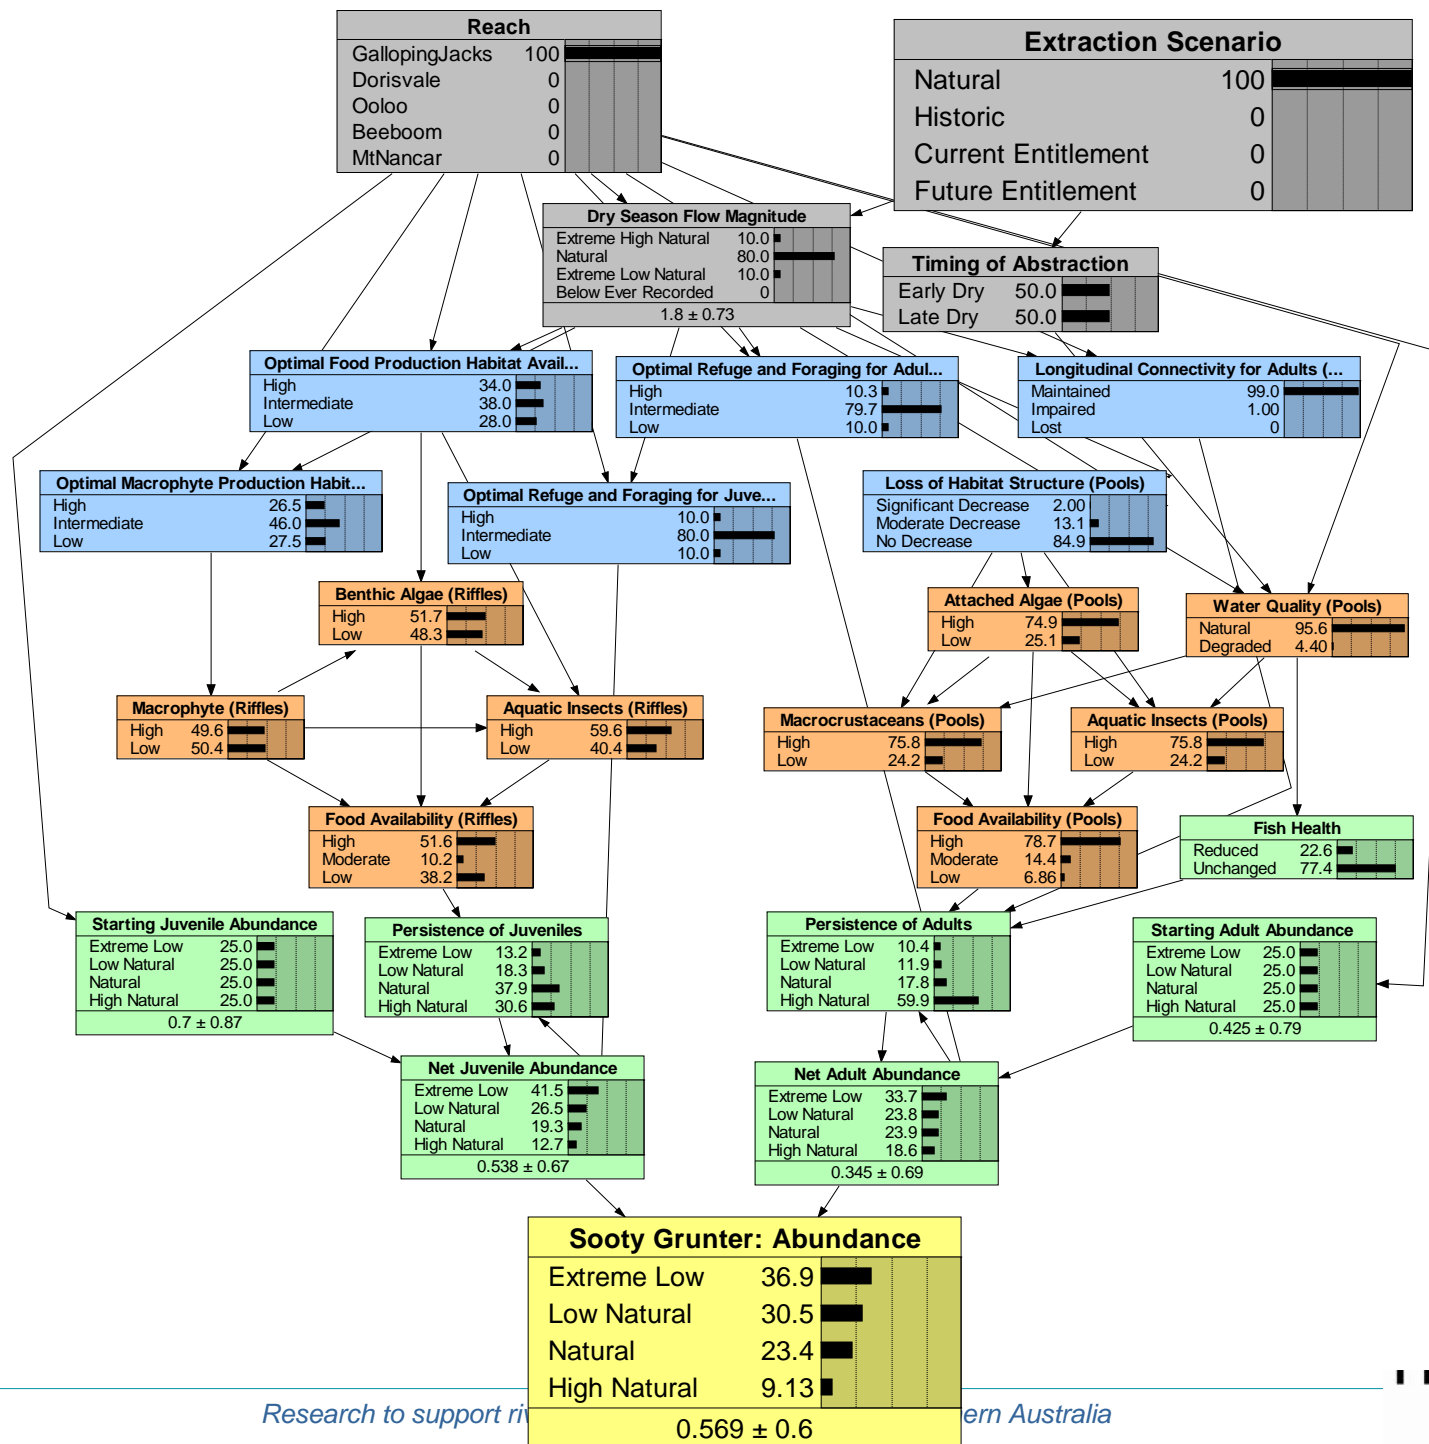 Reach
GallopingJacks 100
Dorisvale 0
Ooloo 0
Beeboom 0
MtNancar 0
Extraction Scenario
Natural 100
Historic 0
Current Entitlement 0
Future Entitlement 0
Dry Season Flow Magnitude
Extreme High Natural 10.0
Natural 80.0
Extreme Low Natural 10.0
Below Ever Recorded 0
1.8 ± 0.73
Timing of Abstraction
Early Dry 50.0
Late Dry 50.0
Optimal Food Production Habitat Avail...
High 34.0
Intermediate 38.0
Low 28.0
Optimal Refuge and Foraging for Adul...
High 10.3
Intermediate 79.7
Low 10.0
Longitudinal Connectivity for Adults (...
Maintained 99.0
Impaired 1.00
Lost 0
Optimal Macrophyte Production Habit...
High 26.5
Intermediate 46.0
Low 27.5
Optimal Refuge and Foraging for Juve...
High 10.0
Intermediate 80.0
Low 10.0
Loss of Habitat Structure (Pools)
Significant Decrease 2.00
Moderate Decrease 13.1
No Decrease 84.9
Benthic Algae (Riffles)
High 51.7
Low 48.3
Attached Algae (Pools)
High 74.9
Low 25.1
Water Quality (Pools)
Natural 95.6
Degraded 4.40
Macrophyte (Riffles)
High 49.6
Low 50.4
Aquatic Insects (Riffles)
High 59.6
Low 40.4
Macrocrustaceans (Pools)
High 75.8
Low 24.2
Aquatic Insects (Pools)
High 75.8
Low 24.2
Food Availability (Riffles)
High 51.6
Moderate 10.2
Low 38.2
Food Availability (Pools)
High 78.7
Moderate 14.4
Low 6.86
Fish Health
Reduced 22.6
Unchanged 77.4
Starting Juvenile Abundance
Extreme Low 25.0
Low Natural 25.0
Natural 25.0
High Natural 25.0
0.7 ± 0.87
Persistence of Juveniles
Extreme Low 13.2
Low Natural 18.3
Natural 37.9
High Natural 30.6
Persistence of Adults
Extreme Low 10.4
Low Natural 11.9
Natural 17.8
High Natural 59.9
Starting Adult Abundance
Extreme Low 25.0
Low Natural 25.0
Natural 25.0
High Natural 25.0
0.425 ± 0.79
Net Juvenile Abundance
Extreme Low 41.5
Low Natural 26.5
Natural 19.3
High Natural 12.7
0.538 ± 0.67
Net Adult Abundance
Extreme Low 33.7
Low Natural 23.8
Natural 23.9
High Natural 18.6
0.345 ± 0.69
Sooty Grunter: Abundance
Extreme Low 36.9
Low Natural 30.5
Natural 23.4
High Natural 9.13
0.569 ± 0.6
Research to support ern Australia